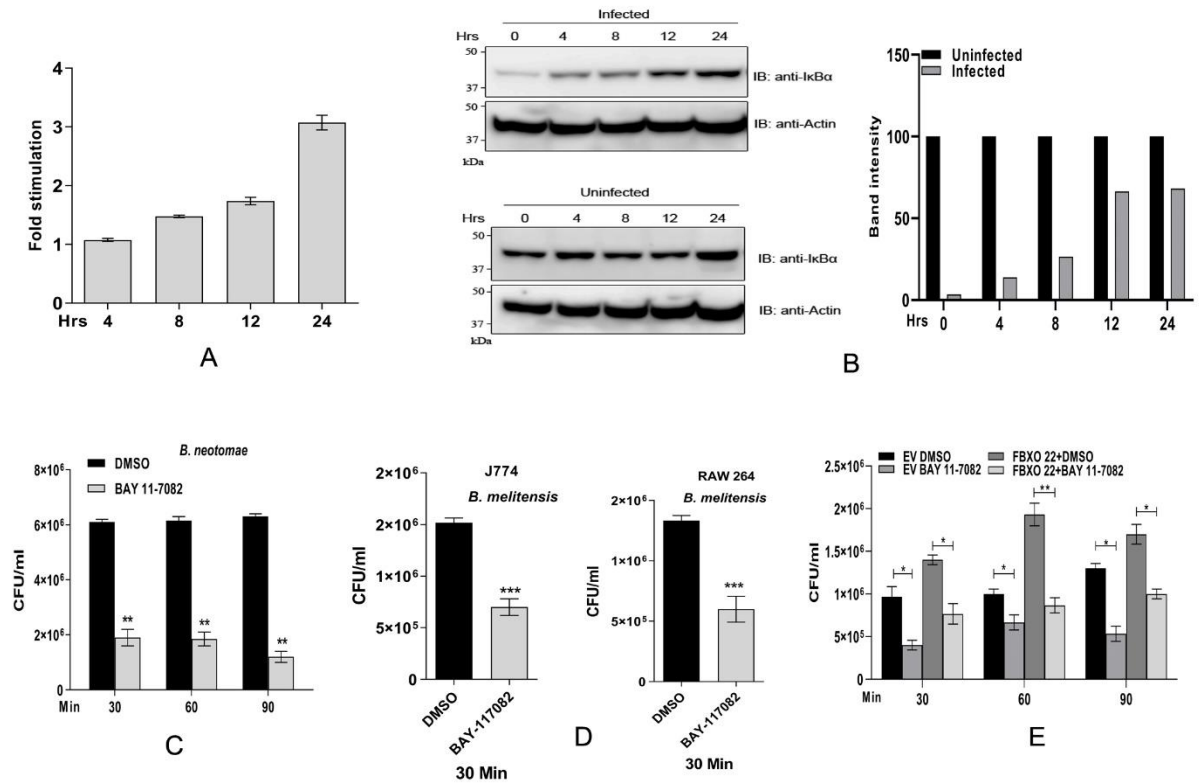 Fold stimulation
4
3
2
1
0
Hrs 4 8 12 24
A
Infected
Hrs 0 4 8 12 24
50
37
IB: anti-IκBα
50
37
IB: anti-Actin
kDa
Uninfected
Hrs 0 4 8 12 24
50
37
IB: anti-IκBα
50
37
IB: anti-Actin
kDa
Uninfected
Infected
Band intensity
150
100
50
0
Hrs 0 4 8 12 24
B
B. neotomae
DMSO
BAY 11-7082
CFU/ml
8×10⁶
6×10⁶
4×10⁶
2×10⁶
0
** ** **
Min 30 60 90
C
J774
B. melitensis
CFU/ml
2×10⁶
2×10⁶
1×10⁶
5×10⁵
0
***
DMSO
BAY-117082
30 Min
D
RAW 264
B. melitensis
CFU/ml
2×10⁶
1×10⁶
5×10⁵
0
***
DMSO
BAY-117082
30 Min
EV DMSO FBXO 22+DMSO
EV BAY 11-7082 FBXO 22+BAY 11-7082
CFU/ml
3×10⁶
2×10⁶
2×10⁶
1×10⁶
5×10⁵
0
* * * ** * *
Min 30 60 90
E